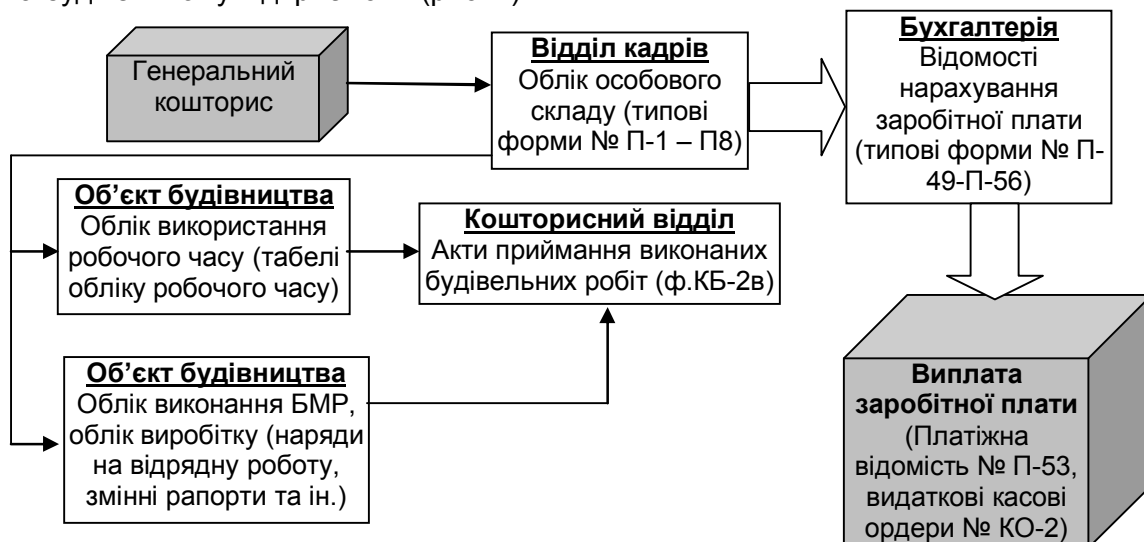 Генеральний
кошторис
Відділ кадрів
Облік особового
складу (типові
форми № П-1 – П8)
Бухгалтерія
Відомості
нарахування
заробітної плати
(типові форми № П-
49-П-56)
Об’єкт будівництва
Облік використання
робочого часу (табелі
обліку робочого часу)
Кошторисний відділ
Акти приймання виконаних
будівельних робіт (ф.КБ-2в)
Об’єкт будівництва
Облік виконання БМР,
облік виробітку (наряди
на відрядну роботу,
змінні рапорти та ін.)
Виплата
заробітної плати
(Платіжна
відомість № П-53,
видаткові касові
ордери № КО-2)